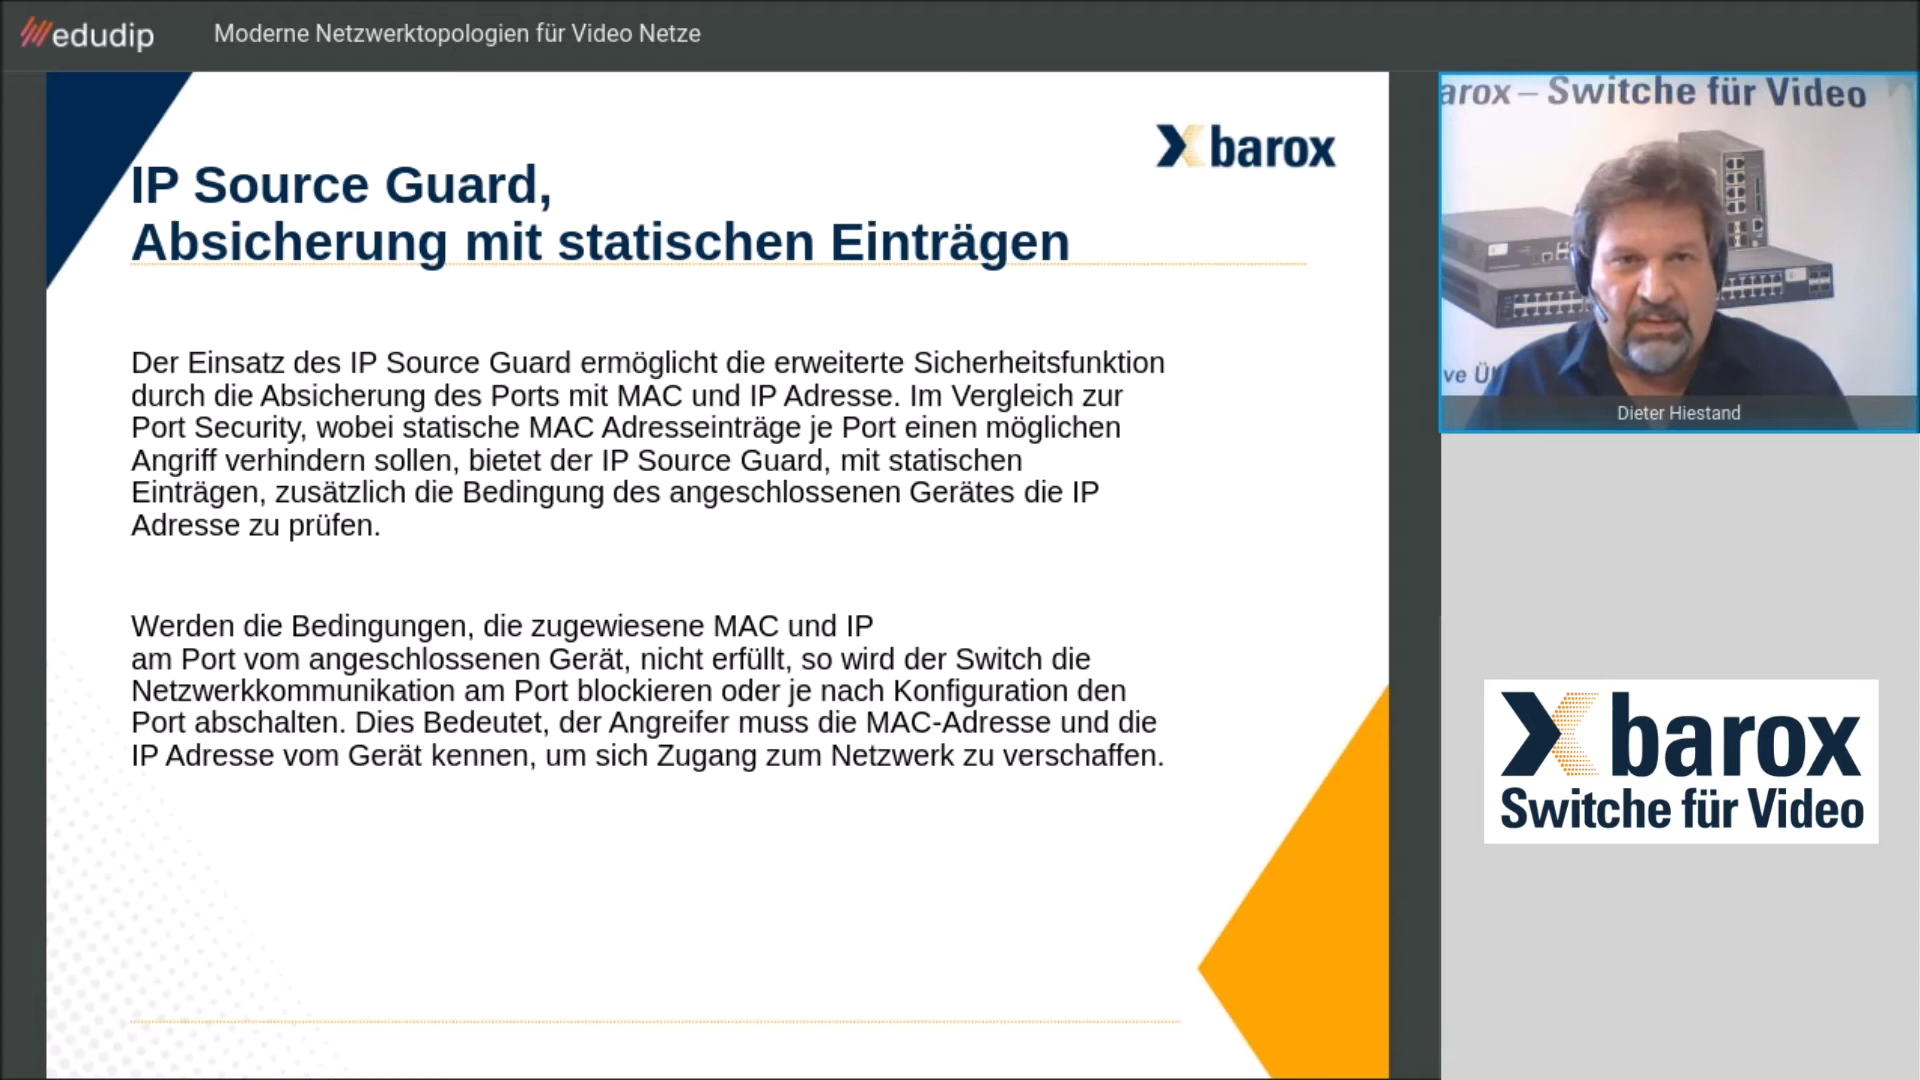 edudip
Moderne Netzwerktopologien für Video Netze
barox
IP Source Guard,
Absicherung mit statischen Einträgen
Der Einsatz des IP Source Guard ermöglicht die erweiterte Sicherheitsfunktion
durch die Absicherung des Ports mit MAC und IP Adresse. Im Vergleich zur
Port Security, wobei statische MAC Adresseinträge je Port einen möglichen
Angriff verhindern sollen, bietet der IP Source Guard, mit statischen
Einträgen, zusätzlich die Bedingung des angeschlossenen Gerätes die IP
Adresse zu prüfen.
Werden die Bedingungen, die zugewiesene MAC und IP
am Port vom angeschlossenen Gerät, nicht erfüllt, so wird der Switch die
Netzwerkkommunikation am Port blockieren oder je nach Konfiguration den
Port abschalten. Dies Bedeutet, der Angreifer muss die MAC-Adresse und die
IP Adresse vom Gerät kennen, um sich Zugang zum Netzwerk zu verschaffen.
arox – Switche für Video
Dieter Hiestand
barox
Switche für Video